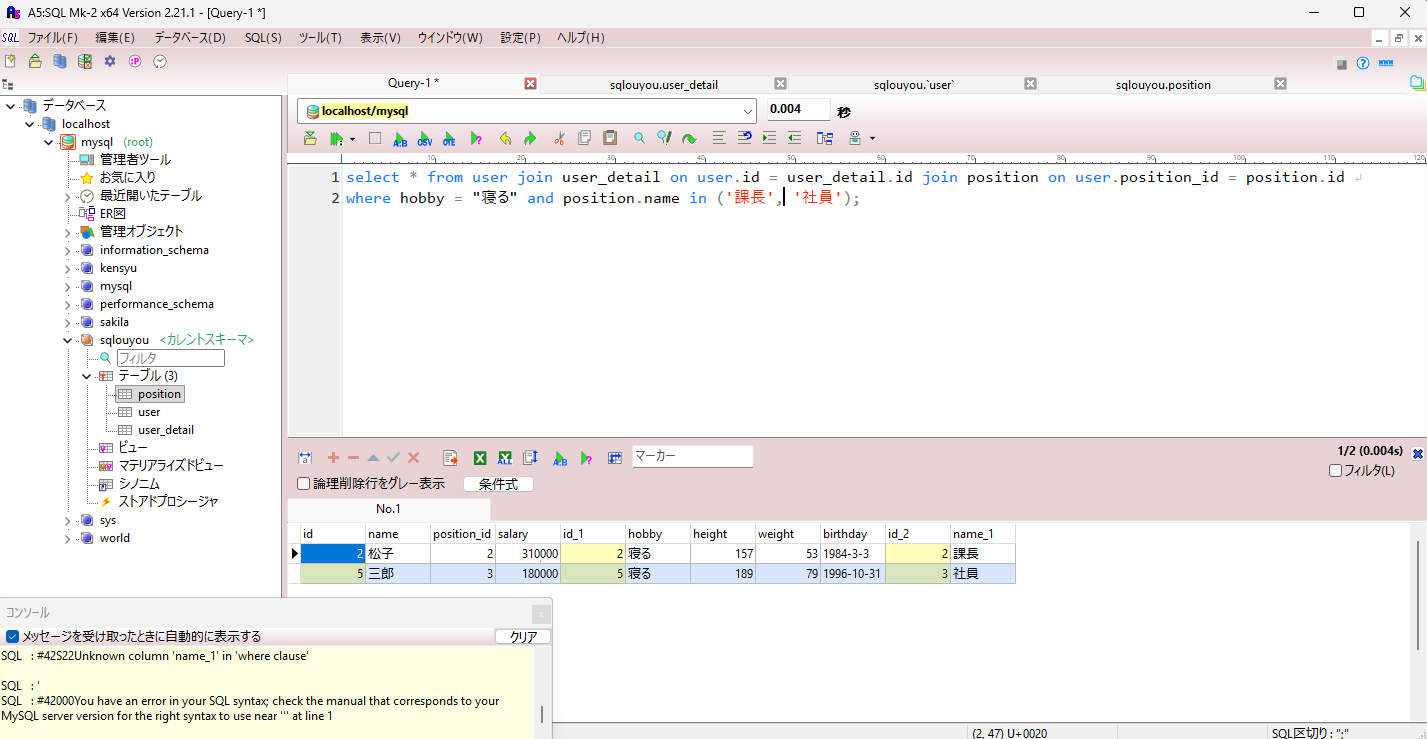 A5:SQL Mk-2 x64 Version 2.21.1 - [Query-1 *]
SQL ファイル(F) 編集(E) データベース(D) SQL(S) ツール(T) 表示(V) ウインドウ(W) 設定(P) ヘルプ(H)
Query-1 * sqlouyou.user_detail sqlouyou.`user` sqlouyou.position
localhost/mysql 0.004 秒
データベース
localhost
mysql (root)
管理者ツール
お気に入り
最近開いたテーブル
ER図
管理オブジェクト
information_schema
kensyu
mysql
performance_schema
sakila
sqlouyou <カレントスキーマ>
フィルタ
テーブル (3)
position
user
user_detail
ビュー
マテリアライズドビュー
シノニム
ストアドプロシージャ
sys
world
10 20 30 40 50 60 70 80 90 100 110 120
1 select * from user join user_detail on user.id = user_detail.id join position on user.position_id = position.id
2 where hobby = "寝る" and position.name in ('課長', '社員');
マーカー
1/2 (0.004s)
論理削除行をグレー表示 条件式
フィルタ(L)
No.1
id name position_id salary id_1 hobby height weight birthday id_2 name_1
2 松子 2 310000 2 寝る 157 53 1984-3-3 2 課長
5 三郎 3 180000 5 寝る 189 79 1996-10-31 3 社員
コンソール
メッセージを受け取ったときに自動的に表示する クリア
SQL : #42S22Unknown column 'name_1' in 'where clause'
SQL : '
SQL : #42000You have an error in your SQL syntax; check the manual that corresponds to your
MySQL server version for the right syntax to use near ''' at line 1
(2, 47) U+0020 SQL区切り: ";"